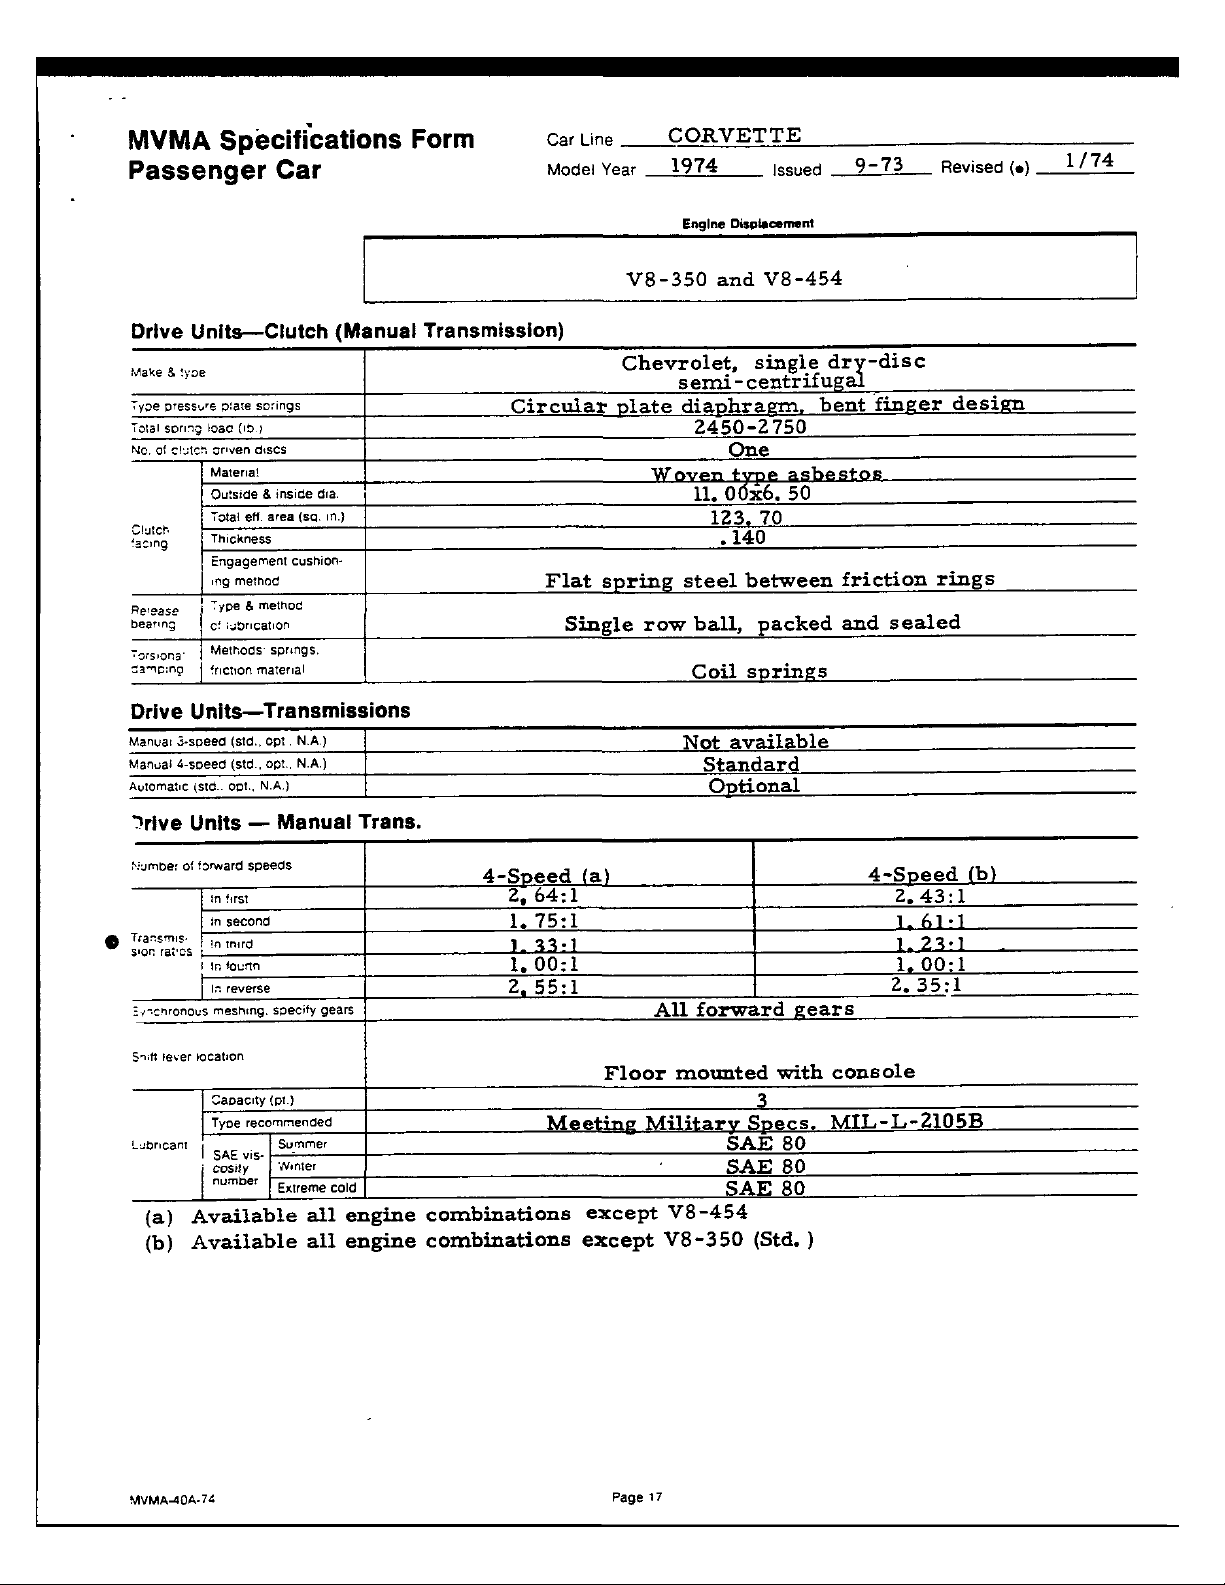 MVMA Specifications Form
Passenger Car
Car Line CORVETTE
Model Year 1974 Issued 9-73 Revised (●) 1/74
Engine Displacement
V8-350 and V8-454
Drive Units—Clutch (Manual Transmission)
Make & type Chevrolet, single dry-disc
semi-centrifugal
Type pressure plate springs Circular plate diaphragm, bent finger design
Total spring load (lb.) 2450-2750
No. of clutch driven discs One
Clutch facing
Material Woven type asbestos
Outside & inside dia. 11.00x6.50
Total eff. area (sq. in.) 123.70
Thickness .140
Engagement cushion-
ing method Flat spring steel between friction rings
Release bearing
Type & method
of lubrication Single row ball, packed and sealed
Torsional damping
Methods: springs,
friction material Coil springs
Drive Units—Transmissions
Manual 3-speed (std., opt., N.A.) Not available
Manual 4-speed (std., opt., N.A.) Standard
Automatic (std., opt., N.A.) Optional
Drive Units — Manual Trans.
Number of forward speeds 4-Speed (a) 4-Speed (b)
Transmis-
sion ratios
In first 2.64:1 2.43:1
In second 1.75:1 1.61:1
In third 1.33:1 1.23:1
In fourth 1.00:1 1.00:1
In reverse 2.55:1 2.35:1
Synchronous meshing, specify gears All forward gears
Shift lever location Floor mounted with console
Lubricant
Capacity (pt.) 3
Type recommended Meeting Military Specs. MIL-L-2105B
SAE vis-
cosity
number
Summer SAE 80
Winter SAE 80
Extreme cold SAE 80
(a) Available all engine combinations except V8-454
(b) Available all engine combinations except V8-350 (Std.)
MVMA-40A-74 Page 17